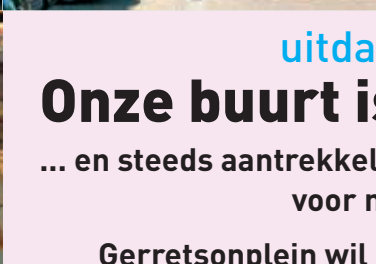 uitda
Onze buurt is
... en steeds aantrekkel
voor
Gerretsonplein wil